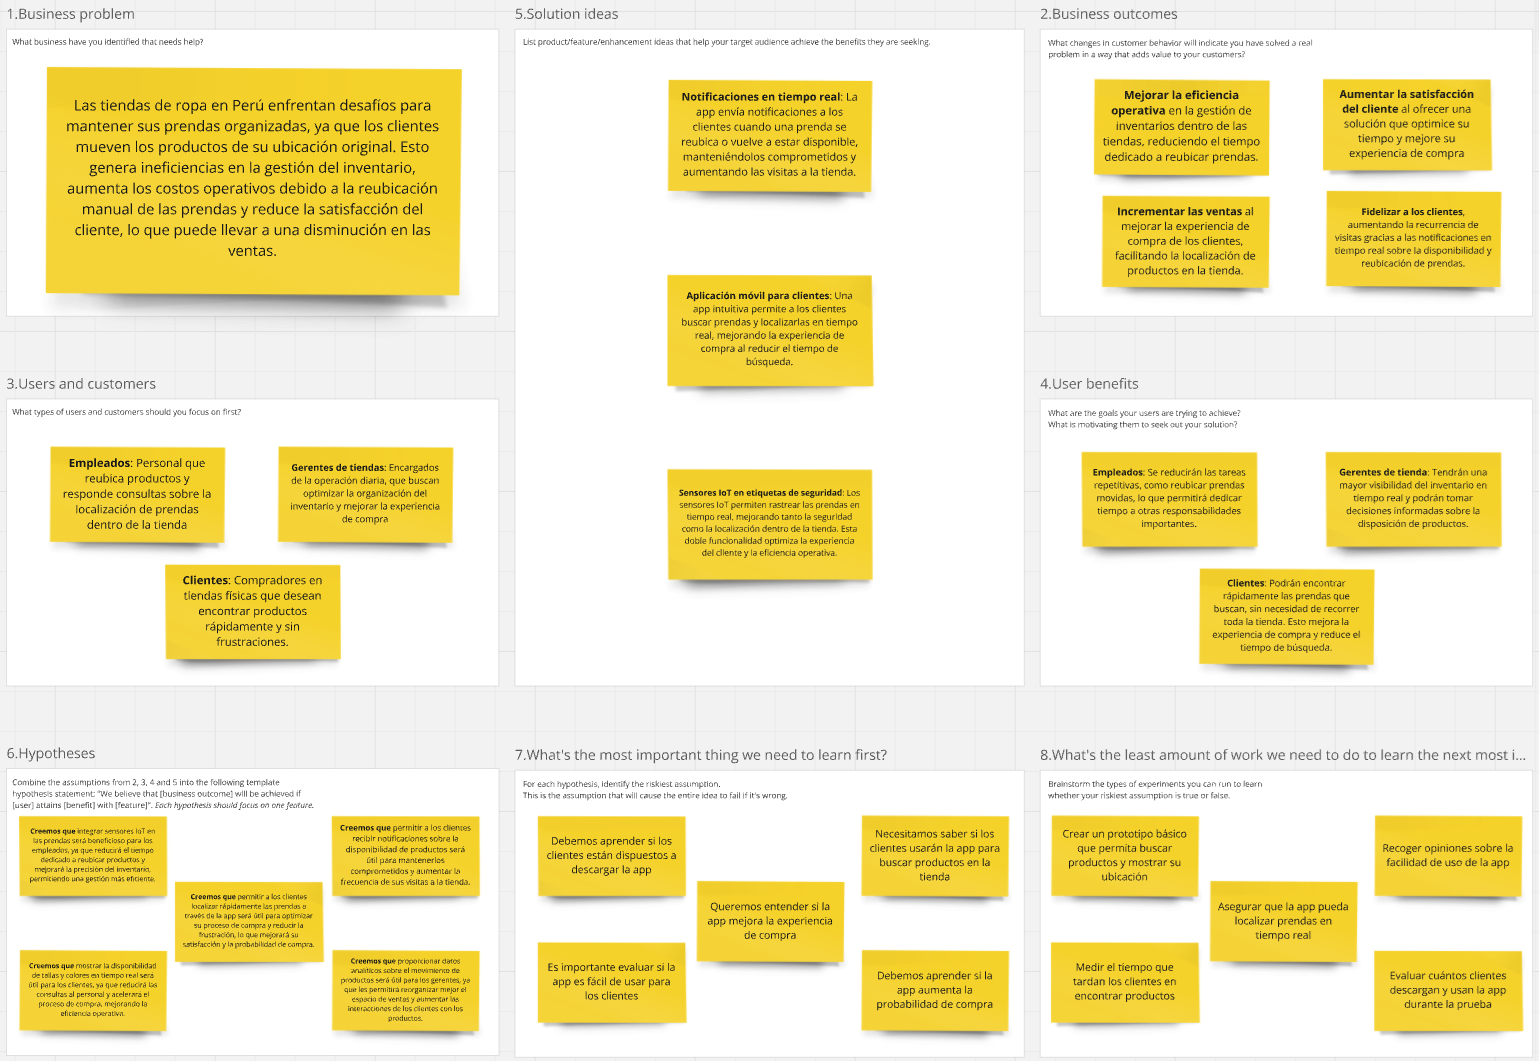 1.Business problem
What business have you identified that needs help?
Las tiendas de ropa en Perú enfrentan desafíos para
mantener sus prendas organizadas, ya que los clientes
mueven los productos de su ubicación original. Esto
genera ineficiencias en la gestión del inventario,
aumenta los costos operativos debido a la reubicación
manual de las prendas y reduce la satisfacción del
cliente, lo que puede llevar a una disminución en las
ventas.
5.Solution ideas
List product/feature/enhancement ideas that help your target audience achieve the benefits they are seeking.
Notificaciones en tiempo real: La
app envía notificaciones a los
clientes cuando una prenda se
reubica o vuelve a estar disponible,
manteniéndolos comprometidos y
aumentando las visitas a la tienda.
Aplicación móvil para clientes: Una
app intuitiva permite a los clientes
buscar prendas y localizarlas en tiempo
real, mejorando la experiencia de
compra al reducir el tiempo de
búsqueda.
Sensores IoT en etiquetas de seguridad: Los
sensores IoT permiten rastrear las prendas en
tiempo real, mejorando tanto la seguridad
como la localización dentro de la tienda. Esta
doble funcionalidad optimiza la experiencia
del cliente y la eficiencia operativa.
2.Business outcomes
What changes in customer behavior will indicate you have solved a real
problem in a way that adds value to your customers?
Mejorar la eficiencia
operativa en la gestión de
inventarios dentro de las
tiendas, reduciendo el tiempo
dedicado a reubicar prendas.
Aumentar la satisfacción
del cliente al ofrecer una
solución que optimice su
tiempo y mejore su
experiencia de compra
Incrementar las ventas al
mejorar la experiencia de
compra de los clientes,
facilitando la localización de
productos en la tienda.
Fidelizar a los clientes,
aumentando la recurrencia de
visitas gracias a las notificaciones en
tiempo real sobre la disponibilidad y
reubicación de prendas.
3.Users and customers
What types of users and customers should you focus on first?
Empleados: Personal que
reubica productos y
responde consultas sobre la
localización de prendas
dentro de la tienda
Gerentes de tiendas: Encargados
de la operación diaria, que buscan
optimizar la organización del
inventario y mejorar la experiencia
de compra
Clientes: Compradores en
tiendas físicas que desean
encontrar productos
rápidamente y sin
frustraciones.
4.User benefits
What are the goals your users are trying to achieve?
What is motivating them to seek out your solution?
Empleados: Se reducirán las tareas
repetitivas, como reubicar prendas
movidas, lo que permitirá dedicar
tiempo a otras responsabilidades
importantes.
Gerentes de tienda: Tendrán una
mayor visibilidad del inventario en
tiempo real y podrán tomar
decisiones informadas sobre la
disposición de productos.
Clientes: Podrán encontrar
rápidamente las prendas que
buscan, sin necesidad de recorrer
toda la tienda. Esto mejora la
experiencia de compra y reduce el
tiempo de búsqueda.
6.Hypotheses
Combine the assumptions from 2, 3, 4 and 5 into the following template
hypothesis statement: "We believe that [business outcome] will be achieved if
[user] attains [benefit] with [feature]". Each hypothesis should focus on one feature.
Creemos que integrar sensores IoT en
las prendas será beneficioso para los
empleados, ya que reducirá el tiempo
dedicado a reubicar productos y
mejorará la precisión del inventario,
permitiendo una gestión más eficiente.
Creemos que permitir a los clientes
recibir notificaciones sobre la
disponibilidad de productos será
útil para mantenerlos
comprometidos y aumentar la
frecuencia de sus visitas a la tienda.
Creemos que permitir a los clientes
localizar rápidamente las prendas a
través de la app será útil para optimizar
su proceso de compra y reducir la
frustración, lo que mejorará su
satisfacción y la probabilidad de compra.
Creemos que mostrar la disponibilidad
de tallas y colores en tiempo real será
útil para los clientes, ya que reducirá las
consultas al personal y acelerará el
proceso de compra, mejorando la
eficiencia operativa.
Creemos que proporcionar datos
analíticos sobre el movimiento de
productos será útil para los gerentes, ya
que les permitirá reorganizar mejor el
espacio de ventas y aumentar las
interacciones de los clientes con los
productos.
7.What's the most important thing we need to learn first?
For each hypothesis, identify the riskiest assumption.
This is the assumption that will cause the entire idea to fail if it's wrong.
Debemos aprender si los
clientes están dispuestos a
descargar la app
Necesitamos saber si los
clientes usarán la app para
buscar productos en la
tienda
Queremos entender si la
app mejora la experiencia
de compra
Es importante evaluar si la
app es fácil de usar para
los clientes
Debemos aprender si la
app aumenta la
probabilidad de compra
8.What's the least amount of work we need to do to learn the next most i...
Brainstorm the types of experiments you can run to learn
whether your riskiest assumption is true or false.
Crear un prototipo básico
que permita buscar
productos y mostrar su
ubicación
Recoger opiniones sobre la
facilidad de uso de la app
Asegurar que la app pueda
localizar prendas en
tiempo real
Medir el tiempo que
tardan los clientes en
encontrar productos
Evaluar cuántos clientes
descargan y usan la app
durante la prueba